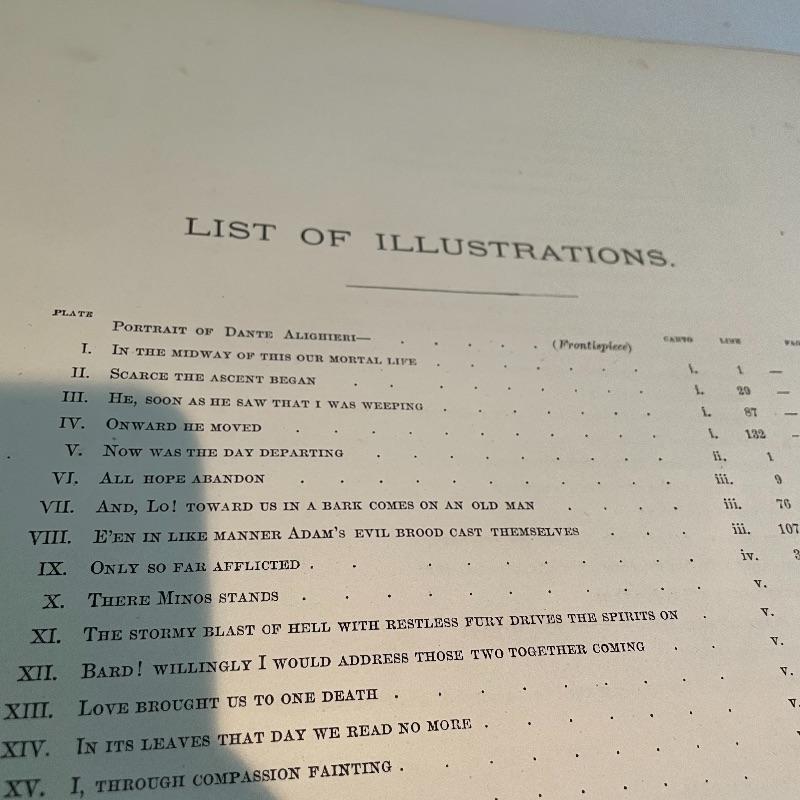 LIST OF ILLUSTRATIONS.
PLATE CANTO LINE
PORTRAIT OF DANTE ALIGHIERI— . . . . (Frontispiece)
I. IN THE MIDWAY OF THIS OUR MORTAL LIFE . . . . . . i. 1 —
II. SCARCE THE ASCENT BEGAN . . . . . . . . i. 29 —
III. HE, SOON AS HE SAW THAT I WAS WEEPING . . . . . . i. 87 —
IV. ONWARD HE MOVED . . . . . . . . . i. 132 -
V. NOW WAS THE DAY DEPARTING . . . . . . . . ii. 1
VI. ALL HOPE ABANDON . . . . . . . . . iii. 9
VII. AND, LO! TOWARD US IN A BARK COMES ON AN OLD MAN . . . . iii. 76
VIII. E'EN IN LIKE MANNER ADAM'S EVIL BROOD CAST THEMSELVES . . . iii. 107
IX. ONLY SO FAR AFFLICTED . . . . . . . . iv. 3
X. THERE MINOS STANDS . . . . . . . . . v.
XI. THE STORMY BLAST OF HELL WITH RESTLESS FURY DRIVES THE SPIRITS ON . v.
XII. BARD! WILLINGLY I WOULD ADDRESS THOSE TWO TOGETHER COMING . . v.
XIII. LOVE BROUGHT US TO ONE DEATH . . . . . . . v.
XIV. IN ITS LEAVES THAT DAY WE READ NO MORE . . . . . v.
XV. I, THROUGH COMPASSION FAINTING . . . . . . .